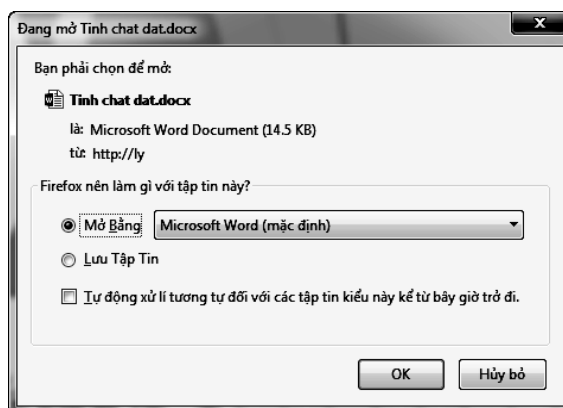 Đang mở Tinh chat dat.docx
x
Bạn phải chọn để mở:
Tinh chat dat.docx
là: Microsoft Word Document (14.5 KB)
từ: http://ly
Firefox nên làm gì với tập tin này?
Mở Bằng Microsoft Word (mặc định)
Lưu Tập Tin
Tự động xử lí tương tự đối với các tập tin kiểu này kể từ bây giờ trở đi.
OK Hủy bỏ